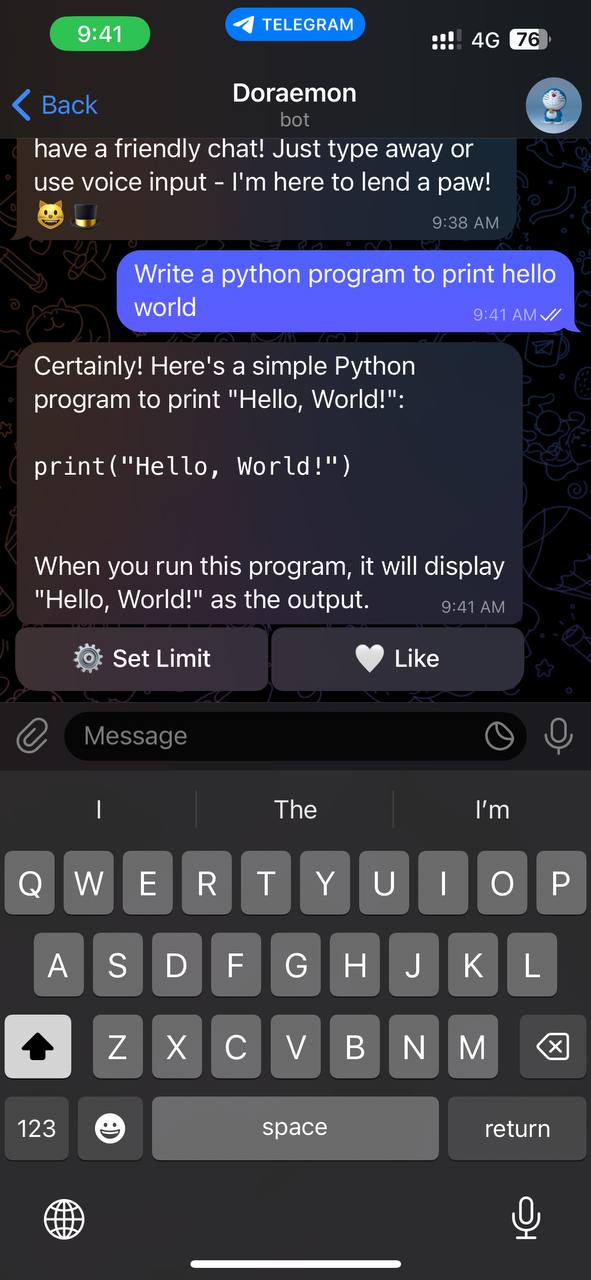 9:41
TELEGRAM
4G
76
Back
Doraemon
bot
have a friendly chat! Just type away or
use voice input - I'm here to lend a paw!
😺 🎩 9:38 AM
Write a python program to print hello
world 9:41 AM
Certainly! Here's a simple Python
program to print "Hello, World!":
print("Hello, World!")
When you run this program, it will display
"Hello, World!" as the output. 9:41 AM
⚙️ Set Limit
🤍 Like
Message
I The I’m
Q W E R T Y U I O P
A S D F G H J K L
Z X C V B N M
123 space return